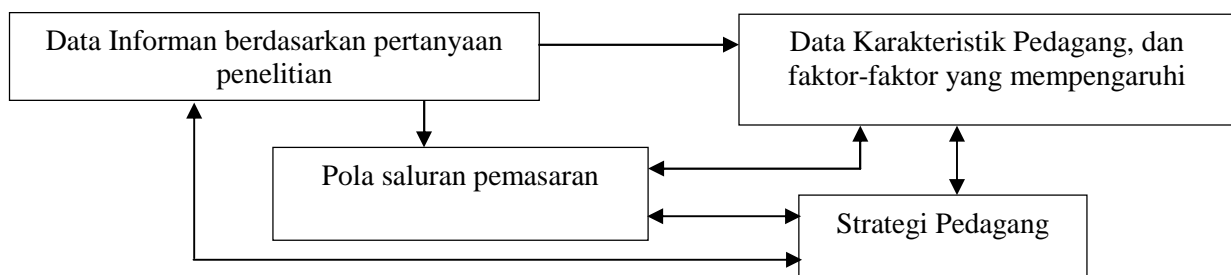 Data Informan berdasarkan pertanyaan
penelitian
Data Karakteristik Pedagang, dan
faktor-faktor yang mempengaruhi
Pola saluran pemasaran
Strategi Pedagang